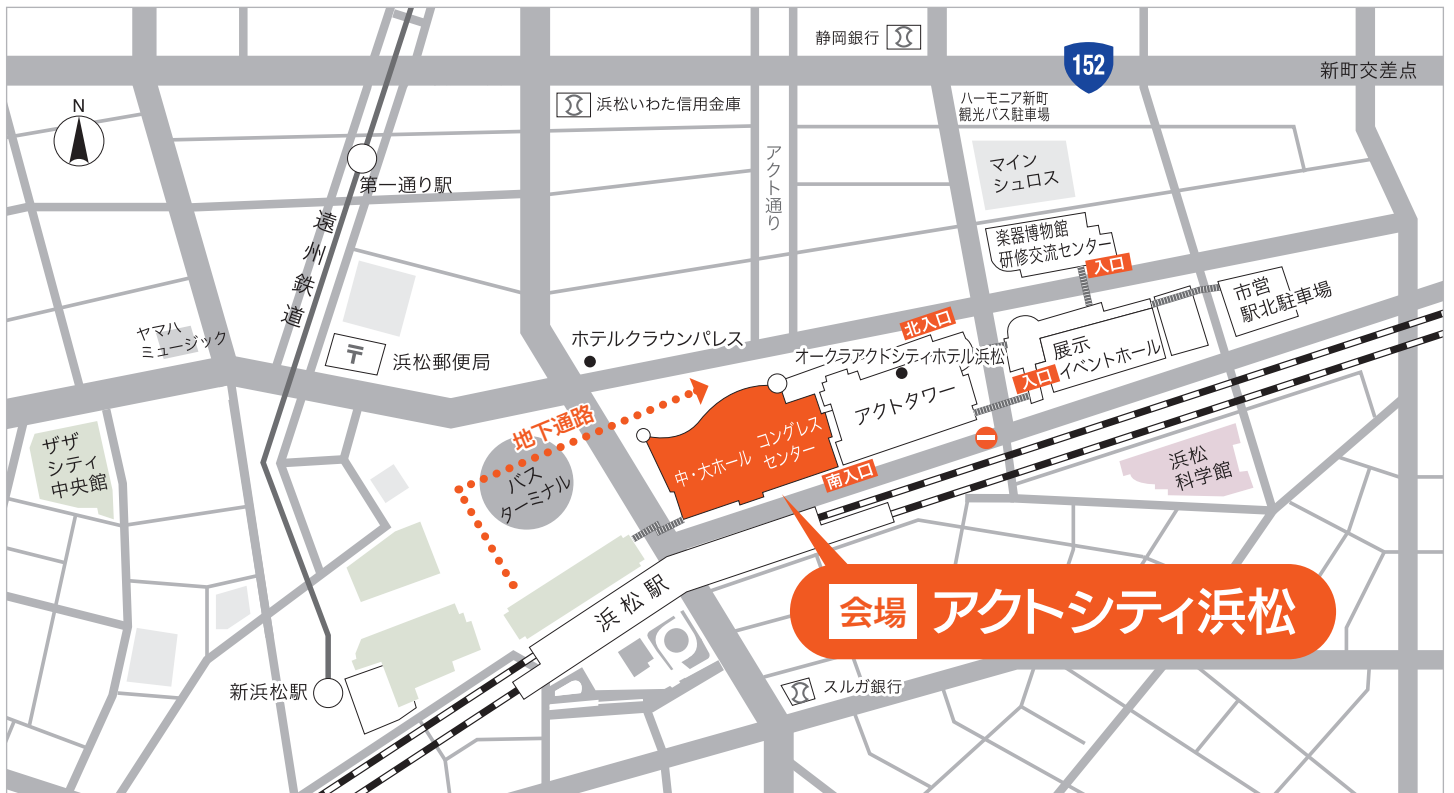 静岡銀行
152
新町交差点
N
浜松いわた信用金庫
ハーモニア新町
観光バス駐車場
アクト通り
マイン
シュロス
第一通り駅
遠州鉄道
楽器博物館
研修交流センター
入口
市営
駅北駐車場
北入口
ヤマハ
ミュージック
〒
浜松郵便局
ホテルクラウンパレス
オークラアクトシティホテル浜松
展示
イベントホール
入口
アクトタワー
地下通路
コングレス
センター
中・大ホール
南入口
ザザ
シティ
中央館
バス
ターミナル
浜松
科学館
浜松駅
会場 アクトシティ浜松
新浜松駅
スルガ銀行